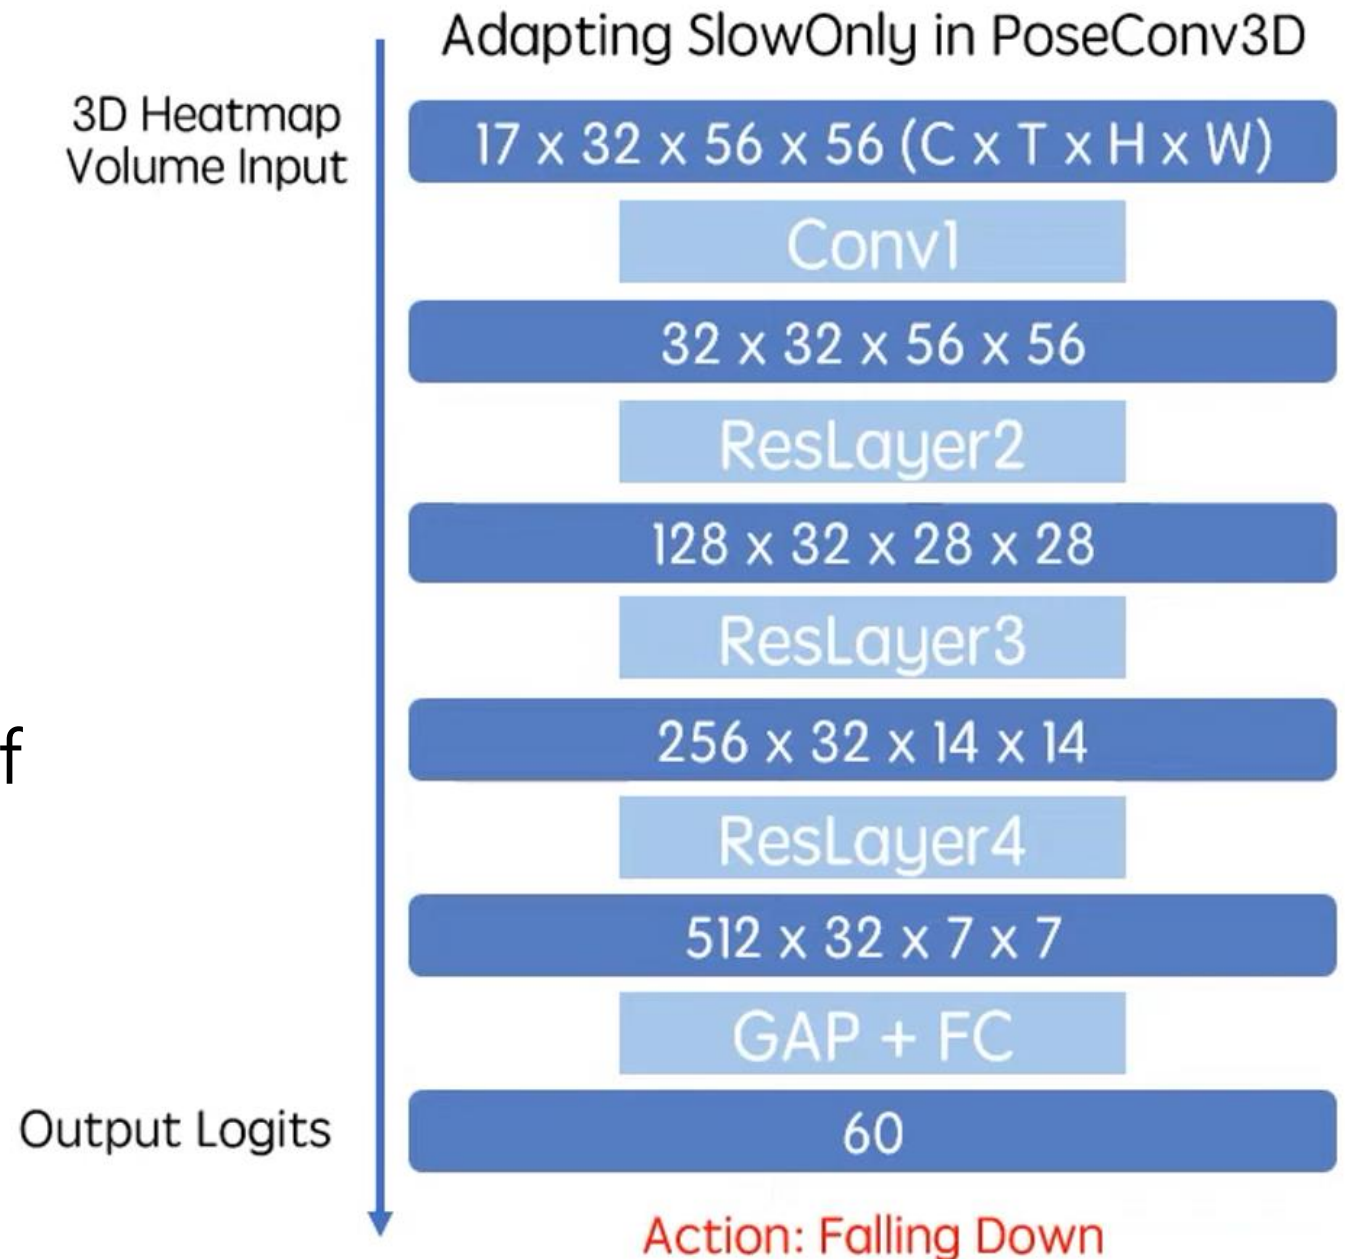 Adapting SlowOnly in PoseConv3D
3D Heatmap
Volume Input
17 x 32 x 56 x 56 (C x T x H x W)
Conv1
32 x 32 x 56 x 56
ResLayer2
128 x 32 x 28 x 28
ResLayer3
f
256 x 32 x 14 x 14
ResLayer4
512 x 32 x 7 x 7
GAP + FC
Output Logits
60
Action: Falling Down